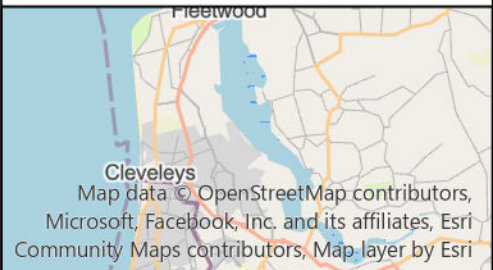 Fleetwood
Cleveleys
Map data © OpenStreetMap contributors,
Microsoft, Facebook, Inc. and its affiliates, Esri
Community Maps contributors, Map layer by Esri